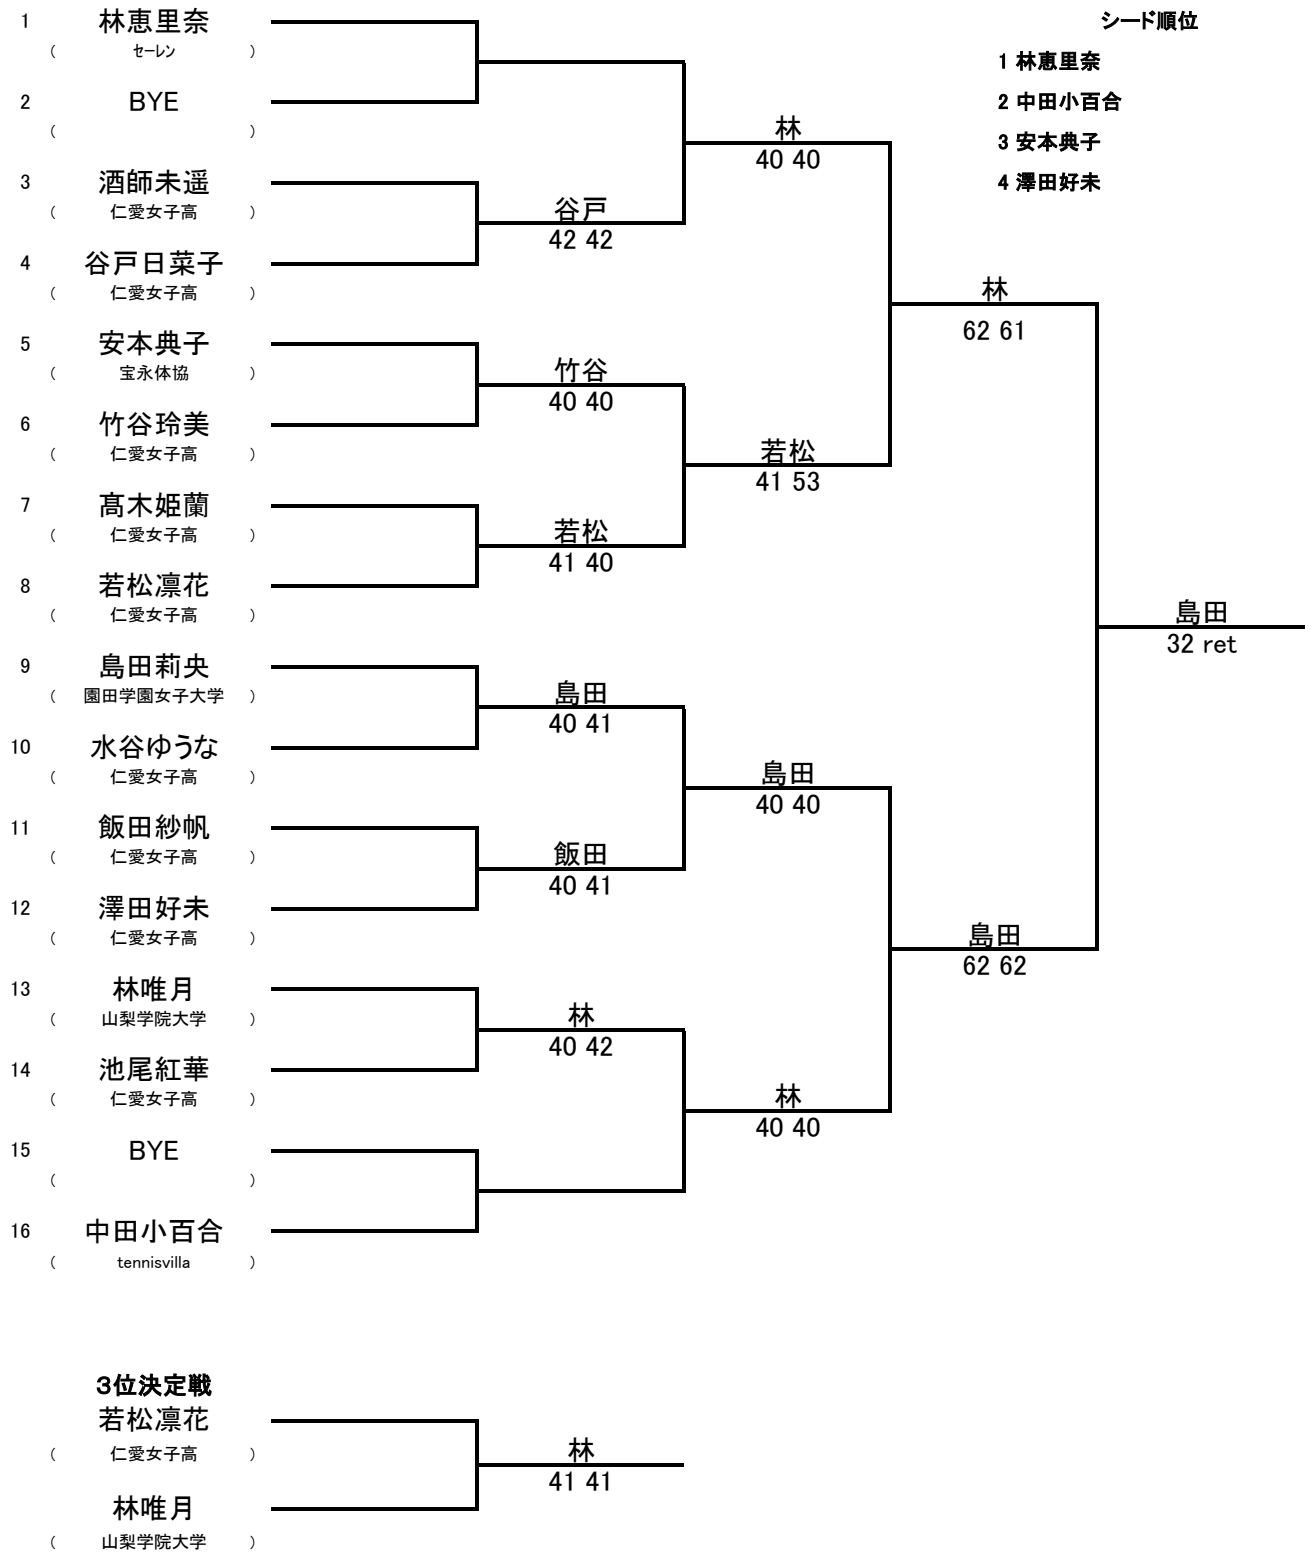 シード順位
1 林恵里奈
2 中田小百合
3 安本典子
4 澤田好未
1 林恵里奈
( セーレン )
2 BYE
( )
3 酒師未遥
( 仁愛女子高 )
4 谷戸日菜子
( 仁愛女子高 )
5 安本典子
( 宝永体協 )
6 竹谷玲美
( 仁愛女子高 )
7 髙木姫蘭
( 仁愛女子高 )
8 若松凛花
( 仁愛女子高 )
9 島田莉央
( 園田学園女子大学 )
10 水谷ゆうな
( 仁愛女子高 )
11 飯田紗帆
( 仁愛女子高 )
12 澤田好未
( 仁愛女子高 )
13 林唯月
( 山梨学院大学 )
14 池尾紅華
( 仁愛女子高 )
15 BYE
( )
16 中田小百合
( tennisvilla )
谷戸
42 42
竹谷
40 40
若松
41 40
島田
40 41
飯田
40 41
林
40 42
林
40 40
若松
41 53
島田
40 40
林
40 40
林
62 61
島田
62 62
島田
32 ret
３位決定戦
若松凛花
( 仁愛女子高 )
林唯月
( 山梨学院大学 )
林
41 41